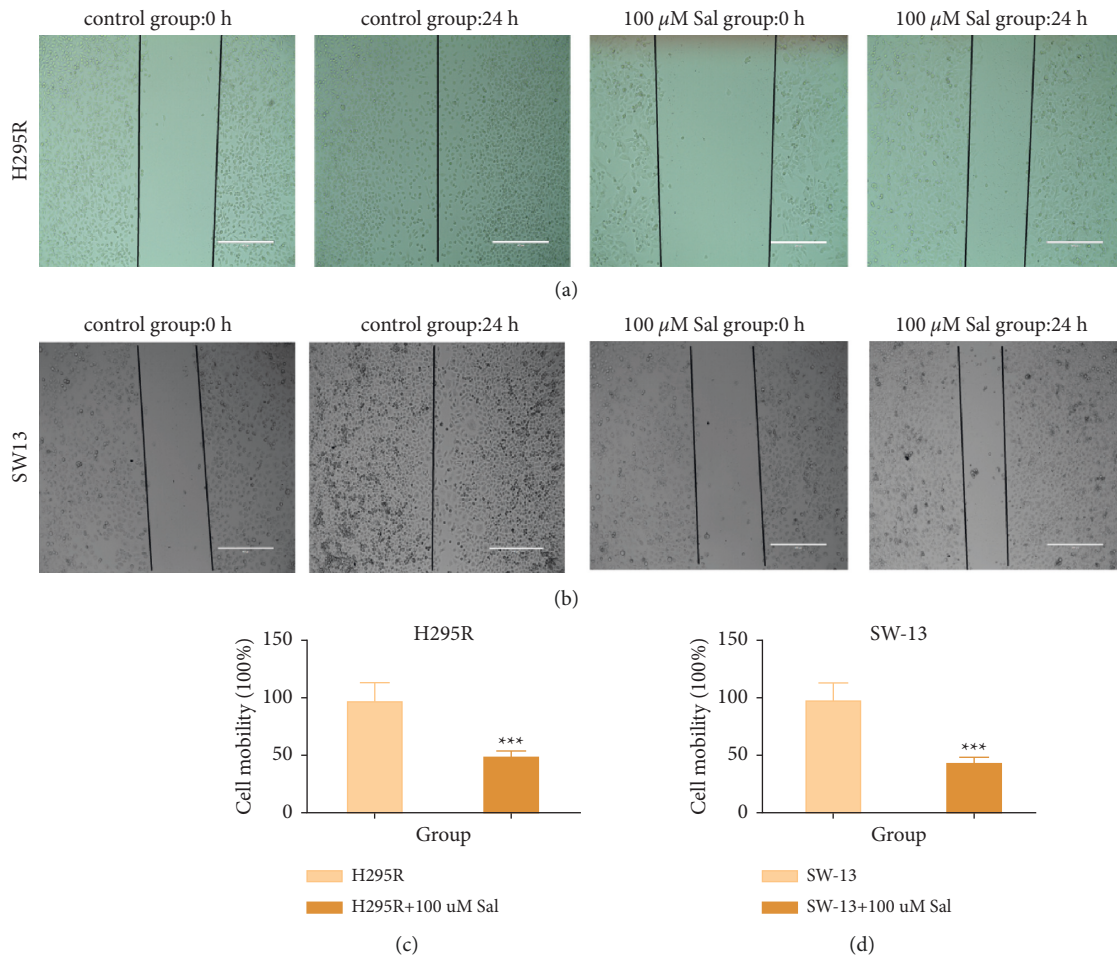 control group:0 h
control group:24 h
100 µM Sal group:0 h
100 µM Sal group:24 h
H295R
(a)
control group:0 h
control group:24 h
100 µM Sal group:0 h
100 µM Sal group:24 h
SW13
(b)
H295R
Cell mobility (100%)
150
100
50
0
***
Group
H295R
H295R+100 uM Sal
(c)
SW-13
Cell mobility (100%)
150
100
50
0
***
Group
SW-13
SW-13+100 uM Sal
(d)